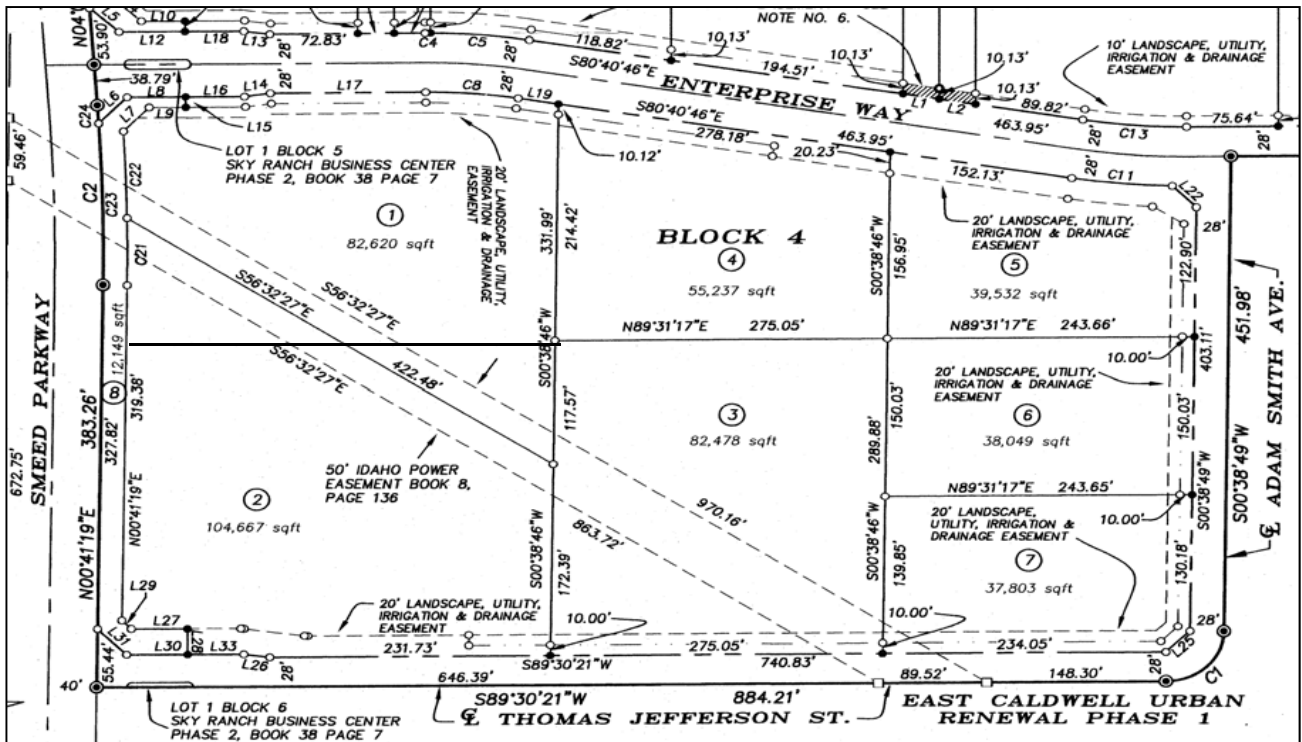 NOTE NO. 6.
N04°
L5
L10
L12
L18
L13
53.90'
28'
72.83'
C4
C5
28'
118.82'
10.13'
S80°40'46"E
194.51'
10.13'
10.13'
10.13'
L1
L2
10' LANDSCAPE, UTILITY,
IRRIGATION & DRAINAGE
EASEMENT
ENTERPRISE WAY
89.82'
463.95'
28'
C13
75.64'
28'
38.79'
L6
L8
L16
L14
28'
L17
C8
28'
L19
S80°40'46"E
278.18'
463.95'
20.23'
28'
C11
152.13'
L22
28'
C24
L7
L9
L15
10.12'
59.46'
LOT 1 BLOCK 5
SKY RANCH BUSINESS CENTER
PHASE 2, BOOK 38 PAGE 7
20' LANDSCAPE, UTILITY,
IRRIGATION & DRAINAGE
EASEMENT
C2
C22
C23
C21
1
82,620 sqft
331.99'
214.42'
BLOCK 4
4
55,237 sqft
S00°38'46"W
156.95'
20' LANDSCAPE, UTILITY,
IRRIGATION & DRAINAGE
EASEMENT
5
39,532 sqft
122.90'
S56°32'27"E
S56°32'27"E
S56°32'27"E
422.48'
N89°31'17"E 275.05'
N89°31'17"E 243.66'
10.00'
403.11'
451.98'
℄ ADAM SMITH AVE.
SMEED PARKWAY
672.75'
383.26'
N00°41'19"E
8
12,149 sqft
319.38'
327.82'
N00°41'19"E
S00°38'46"W
117.57'
3
82,478 sqft
289.88'
150.03'
20' LANDSCAPE, UTILITY,
IRRIGATION & DRAINAGE
EASEMENT
6
38,049 sqft
150.03'
S00°38'49"W
S00°38'49"W
50' IDAHO POWER
EASEMENT BOOK 8,
PAGE 136
2
104,667 sqft
970.16'
863.72'
N89°31'17"E 243.65'
10.00'
20' LANDSCAPE,
UTILITY, IRRIGATION &
DRAINAGE EASEMENT
S00°38'46"W
172.39'
S00°38'46"W
139.85'
7
37,803 sqft
130.18'
L29
L27
L31
L30
28'
L33
L26
28'
20' LANDSCAPE, UTILITY,
IRRIGATION & DRAINAGE
EASEMENT
231.73'
10.00'
275.05'
10.00'
234.05'
28'
L25
28'
C7
55.44'
40'
S89°30'21"W
740.83'
646.39'
89.52'
148.30'
S89°30'21"W
884.21'
LOT 1 BLOCK 6
SKY RANCH BUSINESS CENTER
PHASE 2, BOOK 38 PAGE 7
℄ THOMAS JEFFERSON ST.
EAST CALDWELL URBAN
RENEWAL PHASE 1